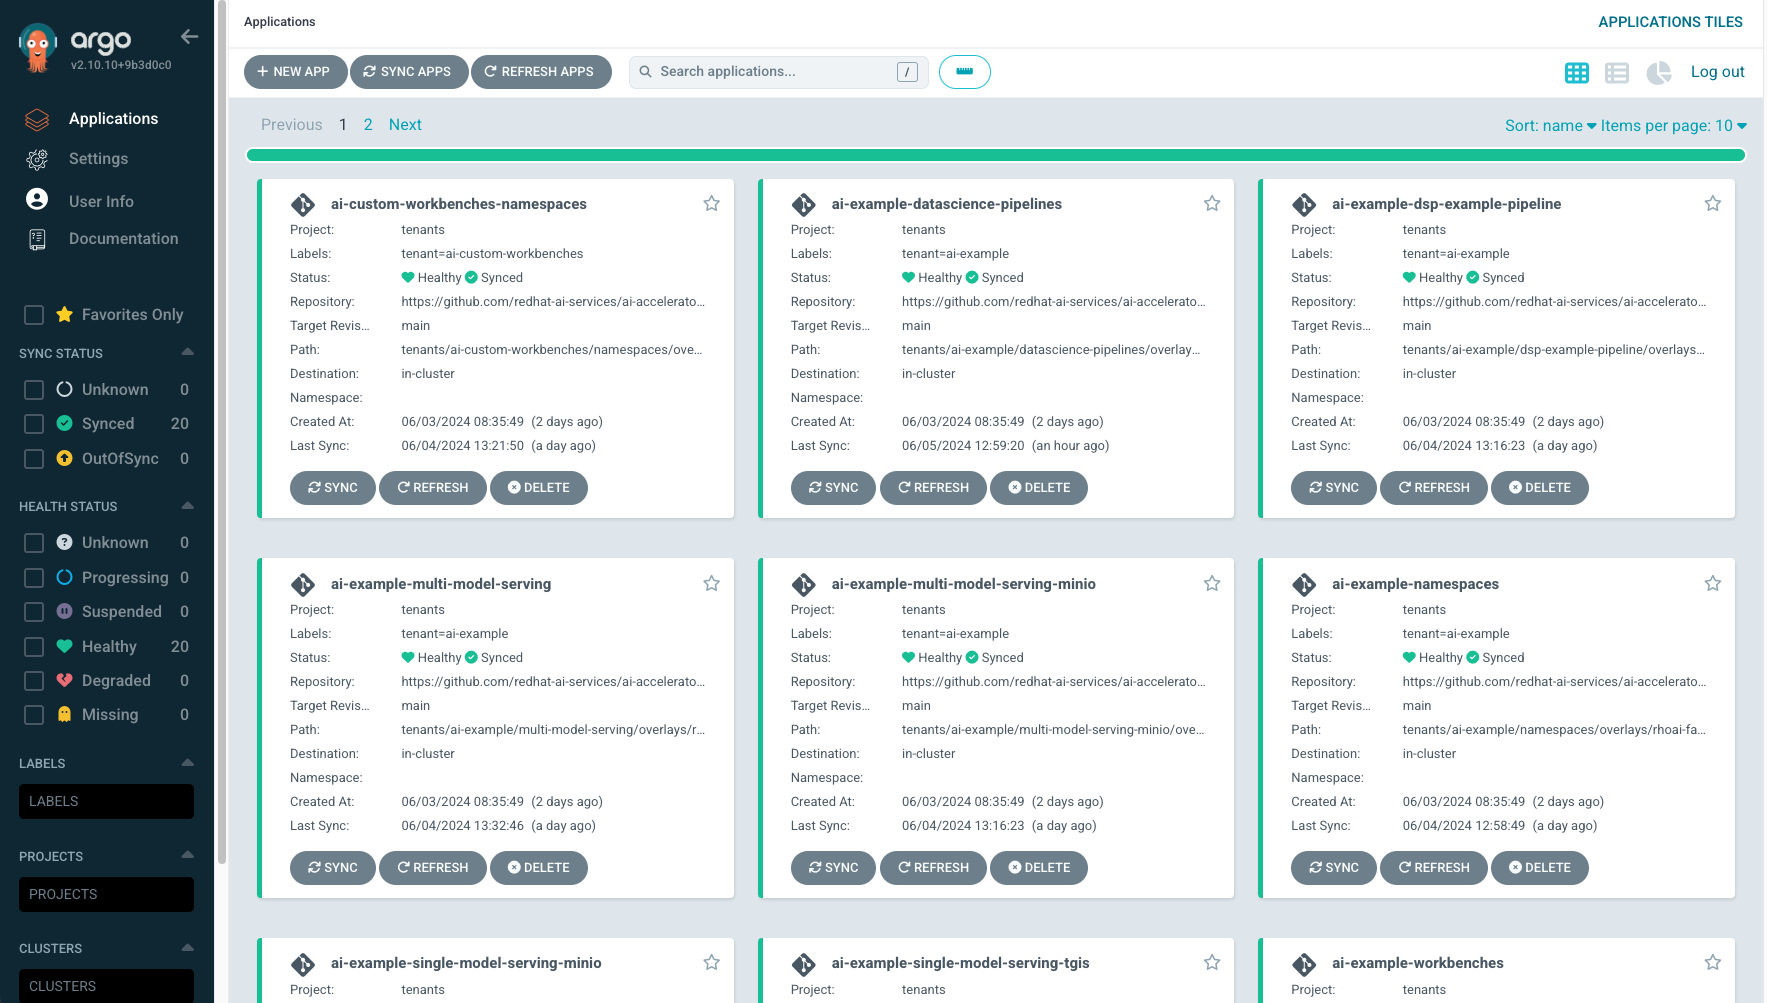 argo
v2.10.10+9b3d0c0
Applications
Settings
User Info
Documentation
Favorites Only
SYNC STATUS
Unknown 0
Synced 20
OutOfSync 0
HEALTH STATUS
Unknown 0
Progressing 0
Suspended 0
Healthy 20
Degraded 0
Missing 0
LABELS
LABELS
PROJECTS
PROJECTS
CLUSTERS
CLUSTERS
Applications
APPLICATIONS TILES
NEW APP SYNC APPS REFRESH APPS Search applications... /
Log out
Previous 1 2 Next
Sort: name Items per page: 10
ai-custom-workbenches-namespaces
Project: tenants
Labels: tenant=ai-custom-workbenches
Status: Healthy Synced
Repository: https://github.com/redhat-ai-services/ai-accelerato...
Target Revis... main
Path: tenants/ai-custom-workbenches/namespaces/ove...
Destination: in-cluster
Namespace:
Created At: 06/03/2024 08:35:49 (2 days ago)
Last Sync: 06/04/2024 13:21:50 (a day ago)
SYNC REFRESH DELETE
ai-example-datascience-pipelines
Project: tenants
Labels: tenant=ai-example
Status: Healthy Synced
Repository: https://github.com/redhat-ai-services/ai-accelerato...
Target Revis... main
Path: tenants/ai-example/datascience-pipelines/overlay...
Destination: in-cluster
Namespace:
Created At: 06/03/2024 08:35:49 (2 days ago)
Last Sync: 06/05/2024 12:59:20 (an hour ago)
SYNC REFRESH DELETE
ai-example-dsp-example-pipeline
Project: tenants
Labels: tenant=ai-example
Status: Healthy Synced
Repository: https://github.com/redhat-ai-services/ai-accelerato...
Target Revis... main
Path: tenants/ai-example/dsp-example-pipeline/overlays...
Destination: in-cluster
Namespace:
Created At: 06/03/2024 08:35:49 (2 days ago)
Last Sync: 06/04/2024 13:16:23 (a day ago)
SYNC REFRESH DELETE
ai-example-multi-model-serving
Project: tenants
Labels: tenant=ai-example
Status: Healthy Synced
Repository: https://github.com/redhat-ai-services/ai-accelerato...
Target Revis... main
Path: tenants/ai-example/multi-model-serving/overlays/r...
Destination: in-cluster
Namespace:
Created At: 06/03/2024 08:35:49 (2 days ago)
Last Sync: 06/04/2024 13:32:46 (a day ago)
SYNC REFRESH DELETE
ai-example-multi-model-serving-minio
Project: tenants
Labels: tenant=ai-example
Status: Healthy Synced
Repository: https://github.com/redhat-ai-services/ai-accelerato...
Target Revis... main
Path: tenants/ai-example/multi-model-serving-minio/ove...
Destination: in-cluster
Namespace:
Created At: 06/03/2024 08:35:49 (2 days ago)
Last Sync: 06/04/2024 13:16:23 (a day ago)
SYNC REFRESH DELETE
ai-example-namespaces
Project: tenants
Labels: tenant=ai-example
Status: Healthy Synced
Repository: https://github.com/redhat-ai-services/ai-accelerato...
Target Revis... main
Path: tenants/ai-example/namespaces/overlays/rhoai-fa...
Destination: in-cluster
Namespace:
Created At: 06/03/2024 08:35:49 (2 days ago)
Last Sync: 06/04/2024 12:58:49 (a day ago)
SYNC REFRESH DELETE
ai-example-single-model-serving-minio
Project: tenants
ai-example-single-model-serving-tgis
Project: tenants
ai-example-workbenches
Project: tenants